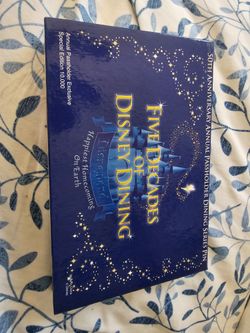 50TH ANNIVERSARY ANNUAL PASSHOLDER DINING SERIES PIN
FIVE DECADES
OF
DISNEY DINING
Happiest Homecoming
On Earth
Annual Passholder Exclusive
Special Edition 10,000